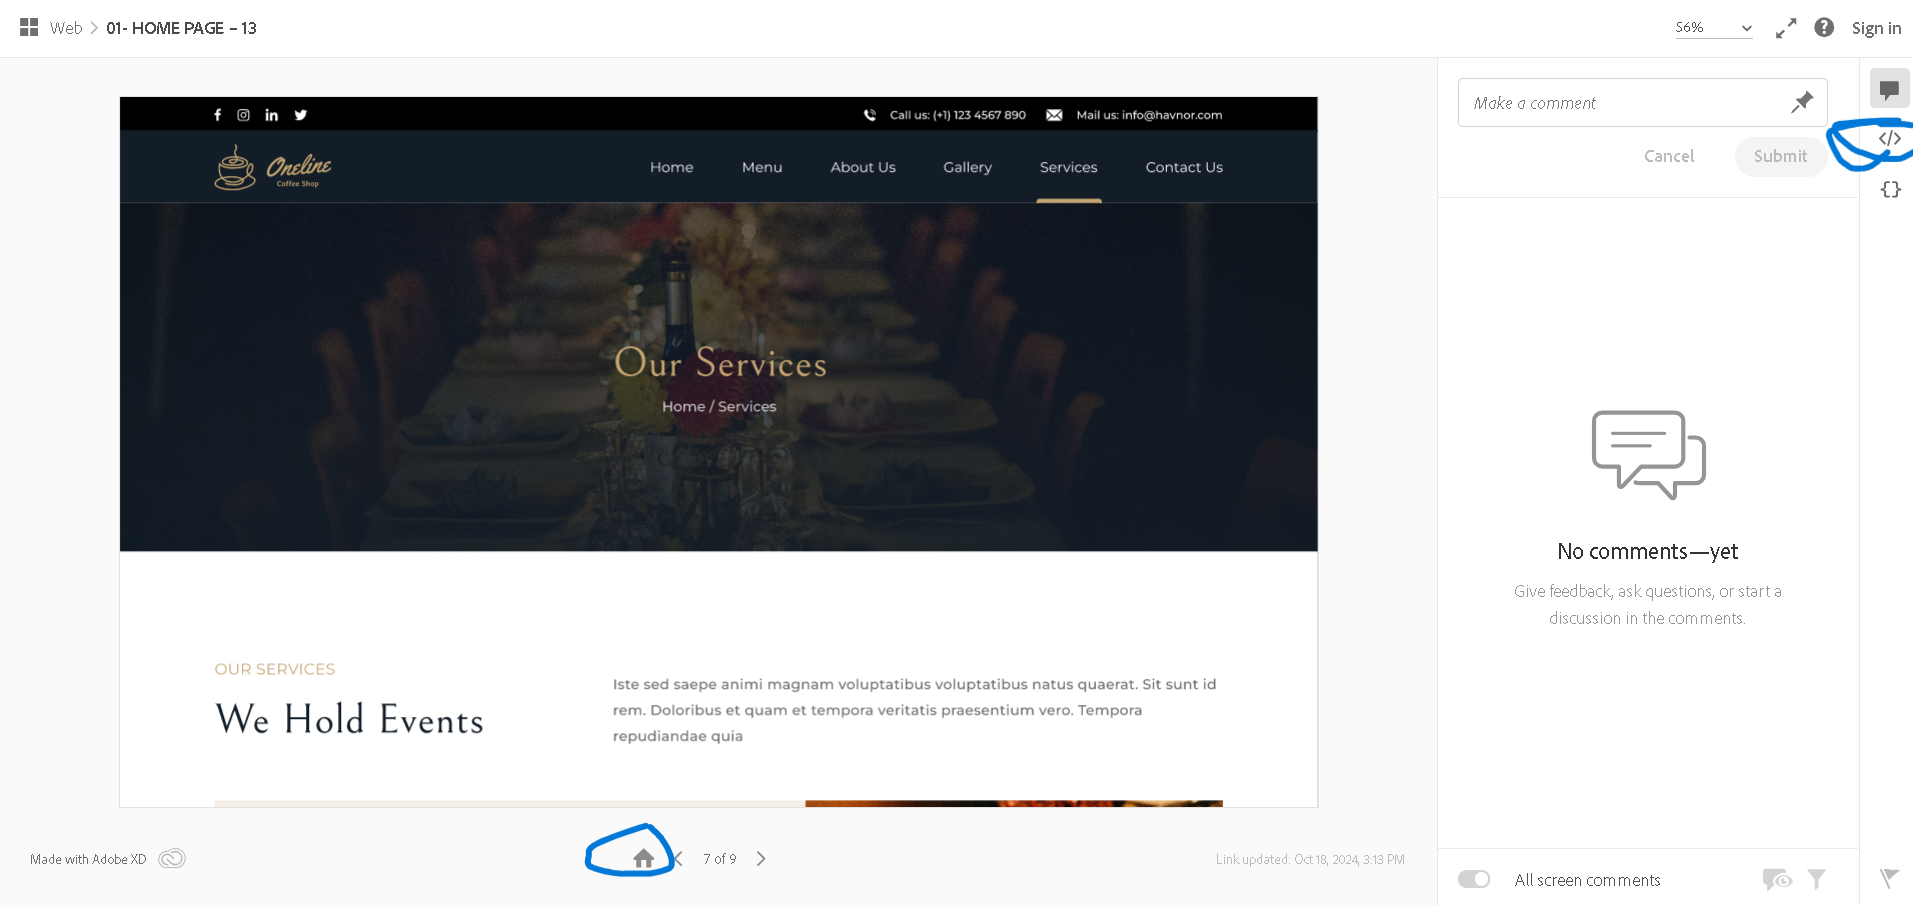 Web > 01- HOME PAGE – 13
56%
Sign in
Call us: (+1) 123 4567 890
Mail us: info@havnor.com
Oneline
Coffee Shop
Home
Menu
About Us
Gallery
Services
Contact Us
Our Services
Home / Services
OUR SERVICES
We Hold Events
Iste sed saepe animi magnam voluptatibus voluptatibus natus quaerat. Sit sunt id
rem. Doloribus et quam et tempora veritatis praesentium vero. Tempora
repudiandae quia
Made with Adobe XD
7 of 9
Link updated: Oct 18, 2024, 3:13 PM
Make a comment
Cancel
Submit
</>
{}
No comments—yet
Give feedback, ask questions, or start a
discussion in the comments.
All screen comments